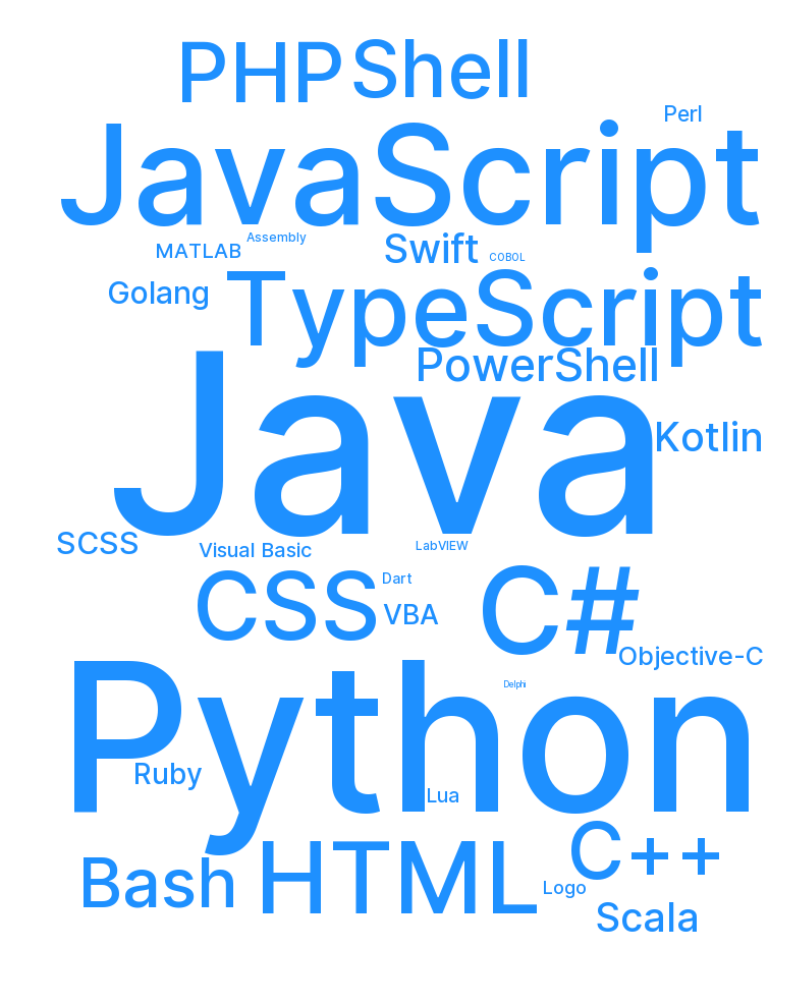 PHP Shell
Perl
JavaScript
Assembly
MATLAB Swift COBOL
Golang TypeScript
PowerShell
Java
Kotlin
SCSS Visual Basic LabVIEW
CSS Dart C#
VBA
Objective-C
Delphi
Python
Ruby
Lua
C++
Bash HTML Logo
Scala